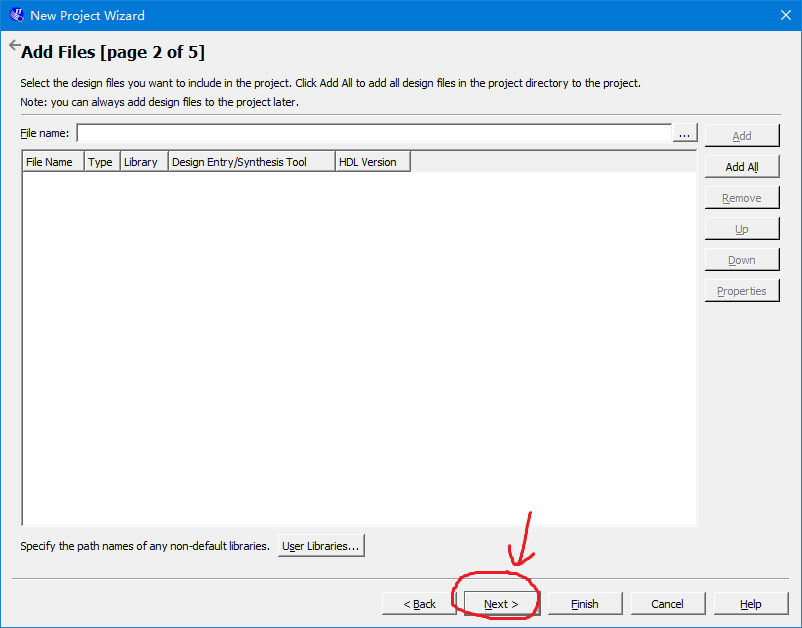 New Project Wizard
Add Files [page 2 of 5]
Select the design files you want to include in the project. Click Add All to add all design files in the project directory to the project.
Note: you can always add design files to the project later.
File name: ... Add
File Name Type Library Design Entry/Synthesis Tool HDL Version
Add All
Remove
Up
Down
Properties
Specify the path names of any non-default libraries. User Libraries...
< Back Next > Finish Cancel Help